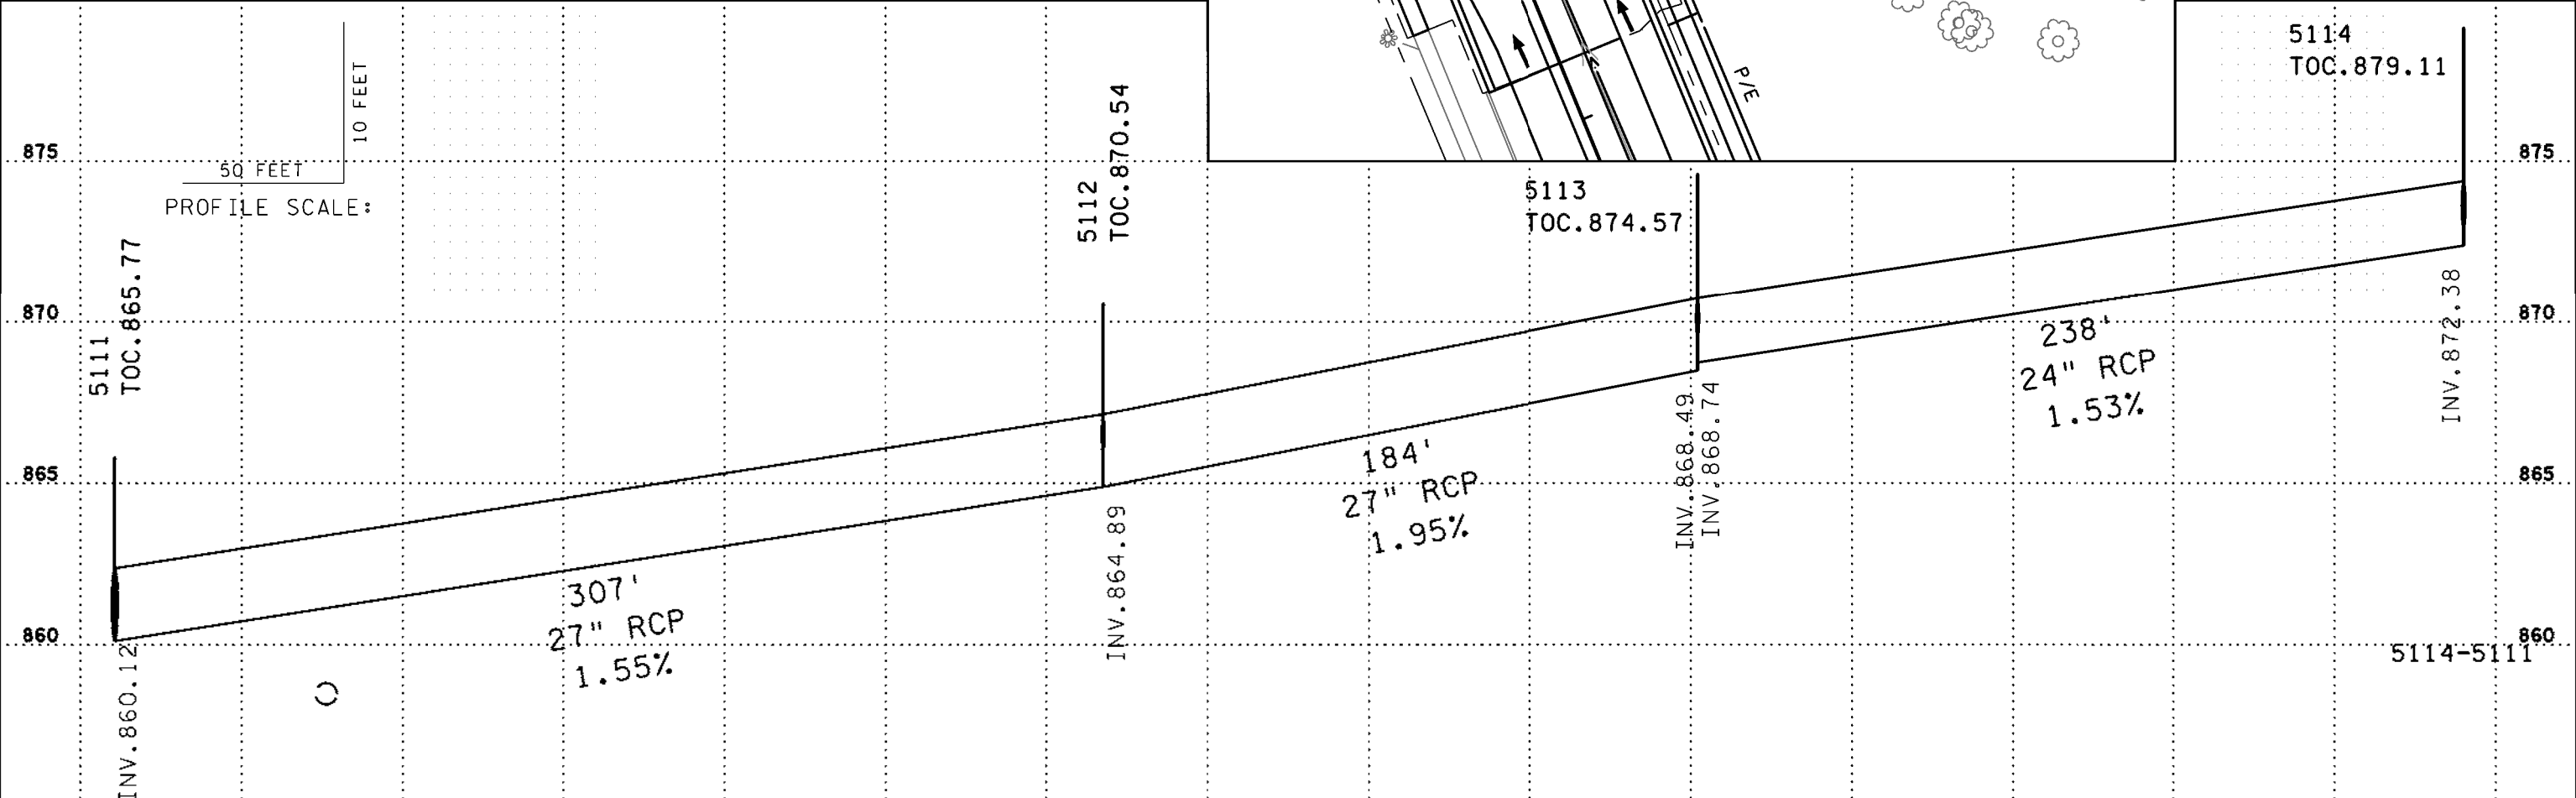 10 FEET
50 FEET
PROFILE SCALE:
P/E
5114
TOC.879.11
875
875
5112
TOC.870.54
5113
TOC.874.57
5111
TOC.865.77
870
870
865
865
860
860
INV.860.12
307'
27" RCP
1.55%
INV.864.89
184'
27" RCP
1.95%
INV.868.49
INV.868.74
238'
24" RCP
1.53%
INV.872.38
5114-5111